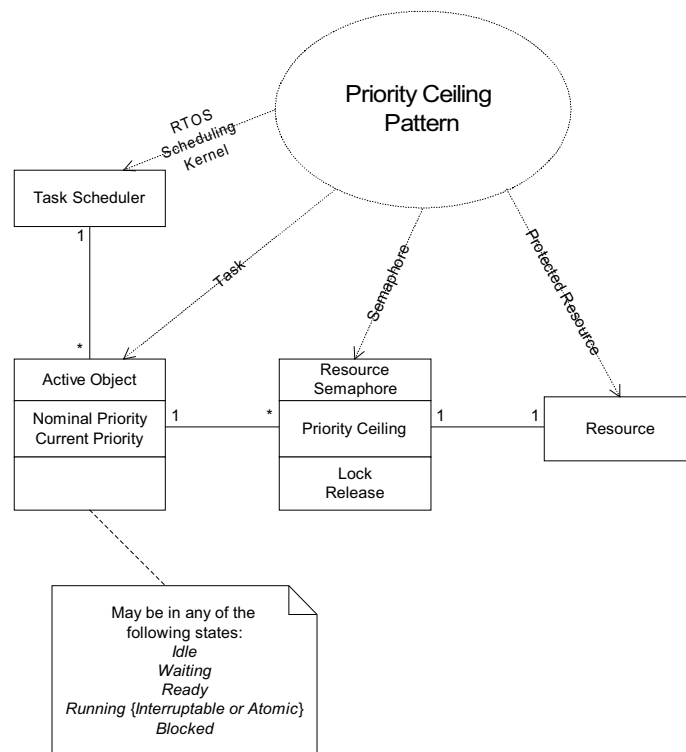 Priority Ceiling
Pattern
RTOS
Scheduling
Kernel
Task Scheduler
1
Task
Semaphore
Protected Resource
*
Active Object
Nominal Priority
Current Priority
1
*
Resource
Semaphore
Priority Ceiling
Lock
Release
1
1
Resource
May be in any of the
following states:
Idle
Waiting
Ready
Running {Interruptable or Atomic}
Blocked